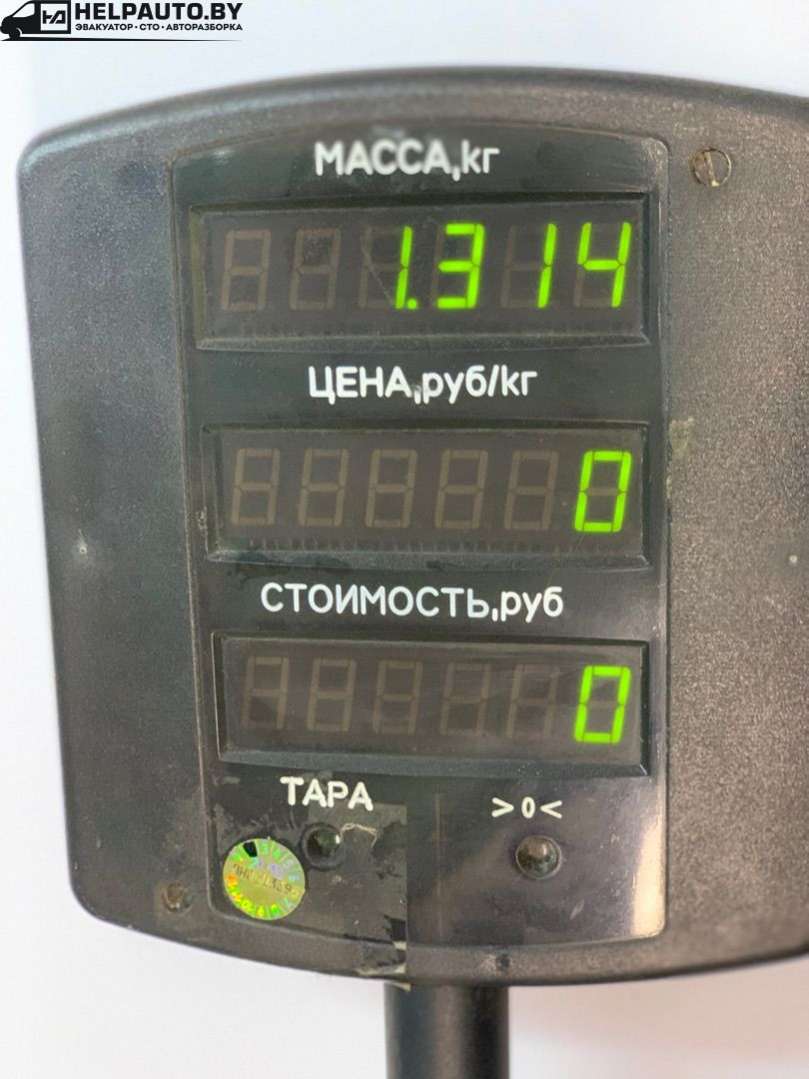 HELPAUTO.BY
ЭВАКУАТОР · СТО · АВТОРАЗБОРКА
МАССА,кг
1.314
ЦЕНА,руб/кг
0
СТОИМОСТЬ,руб
0
ТАРА
>0<